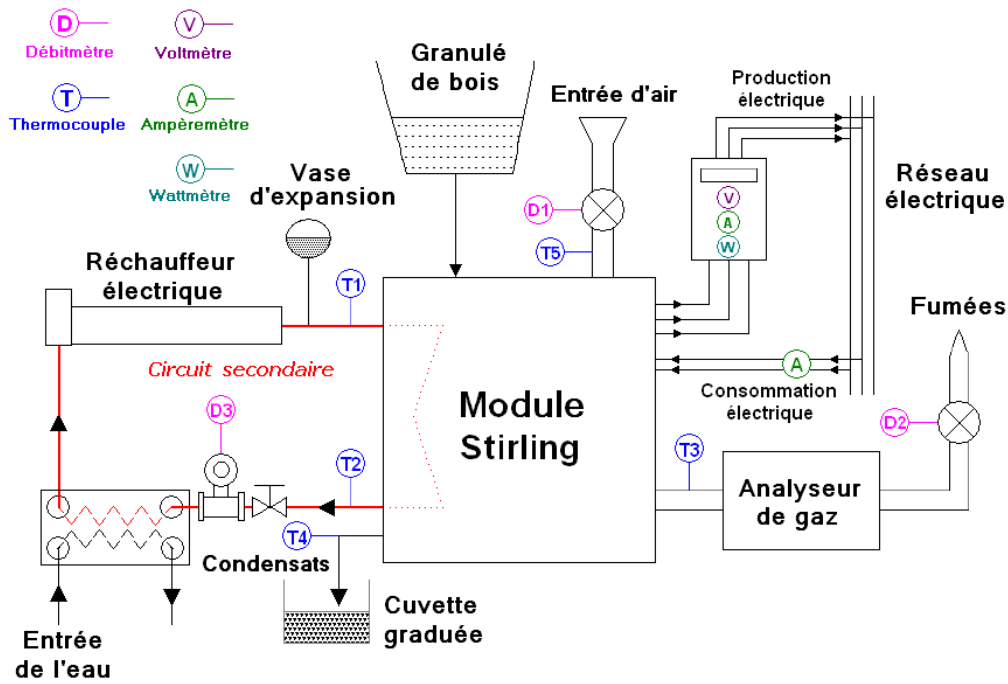 D
Débitmètre
V
Voltmètre
T
Thermocouple
A
Ampèremètre
W
Wattmètre
Granulé
de bois
Entrée d'air
Production
électrique
Réseau
électrique
Vase
d'expansion
D1
T5
V
A
W
Réchauffeur
électrique
T1
Fumées
Circuit secondaire
A
Consommation
électrique
Module
Stirling
D3
D2
T2
T3
Analyseur
de gaz
T4
Condensats
Cuvette
graduée
Entrée
de l'eau